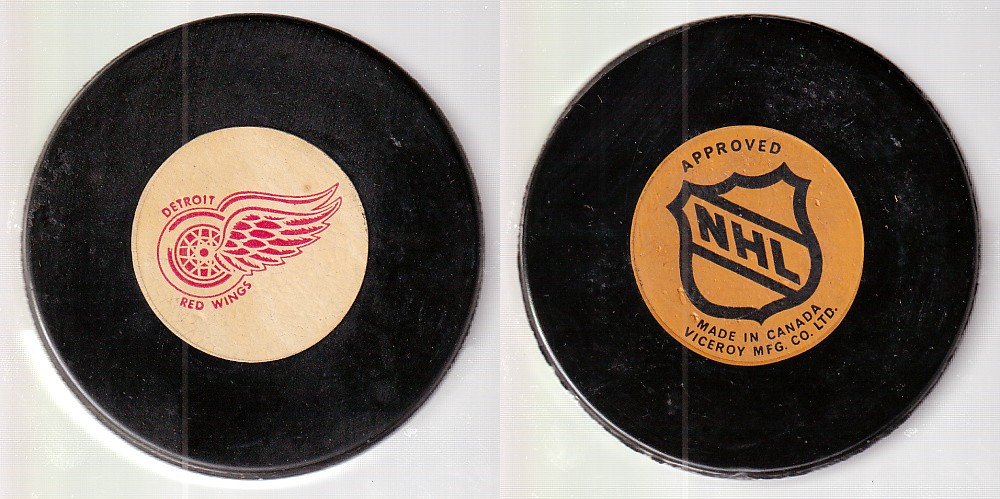 DETROIT
RED WINGS
APPROVED
NHL
MADE IN CANADA
VICEROY MFG. CO. LTD.